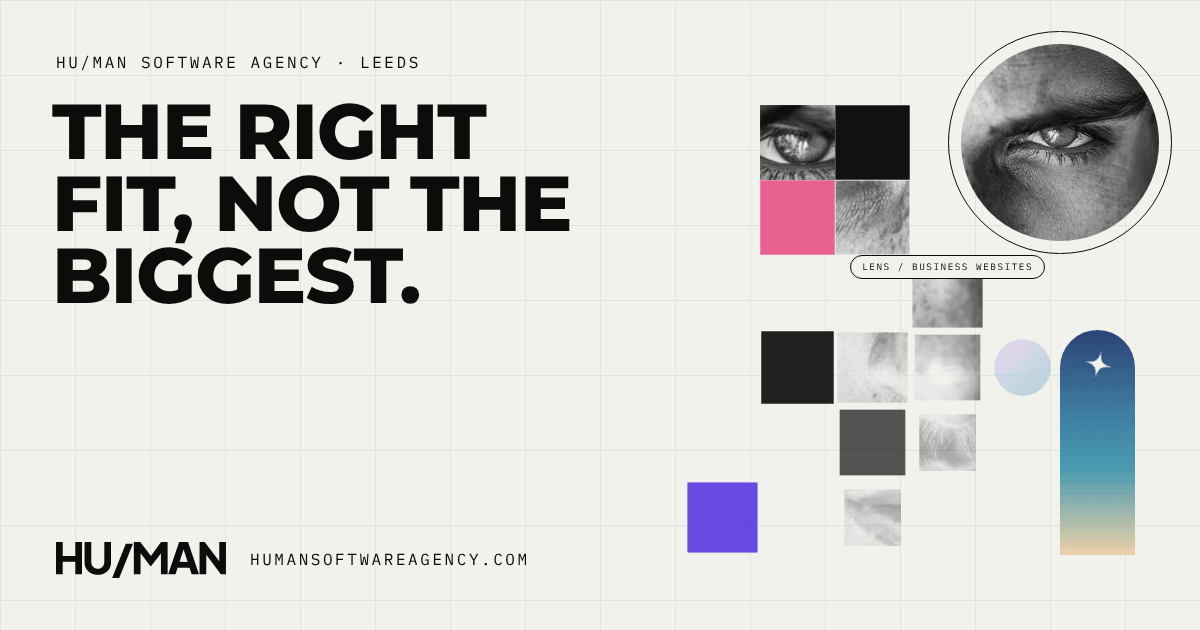 HU/MAN SOFTWARE AGENCY · LEEDS
THE RIGHT
FIT, NOT THE
BIGGEST.
LENS / BUSINESS WEBSITES
HU/MAN
HUMANSOFTWAREAGENCY.COM